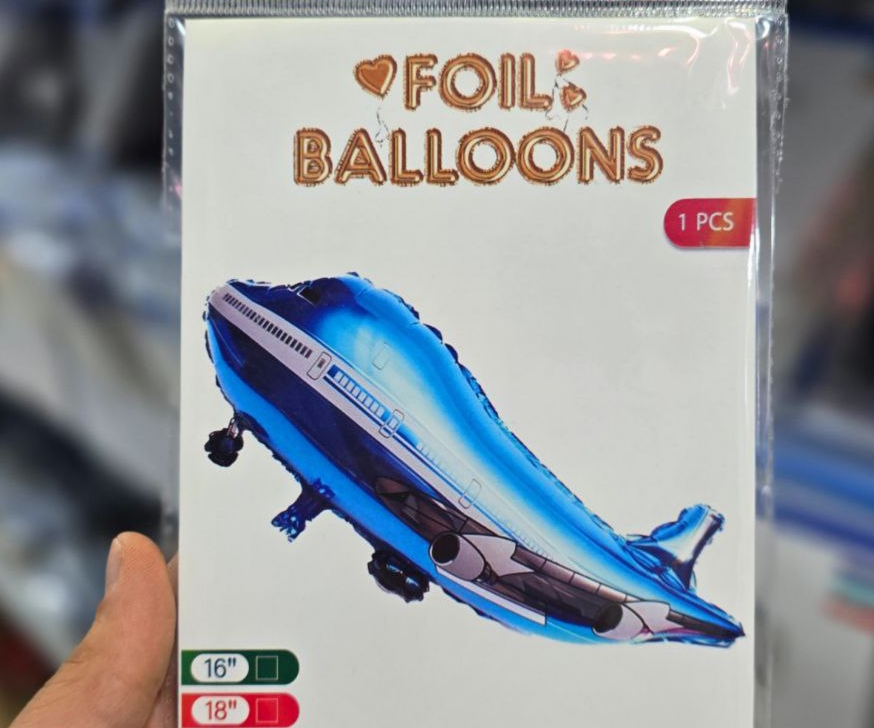 FOIL
BALLOONS
1 PCS
16"
18"